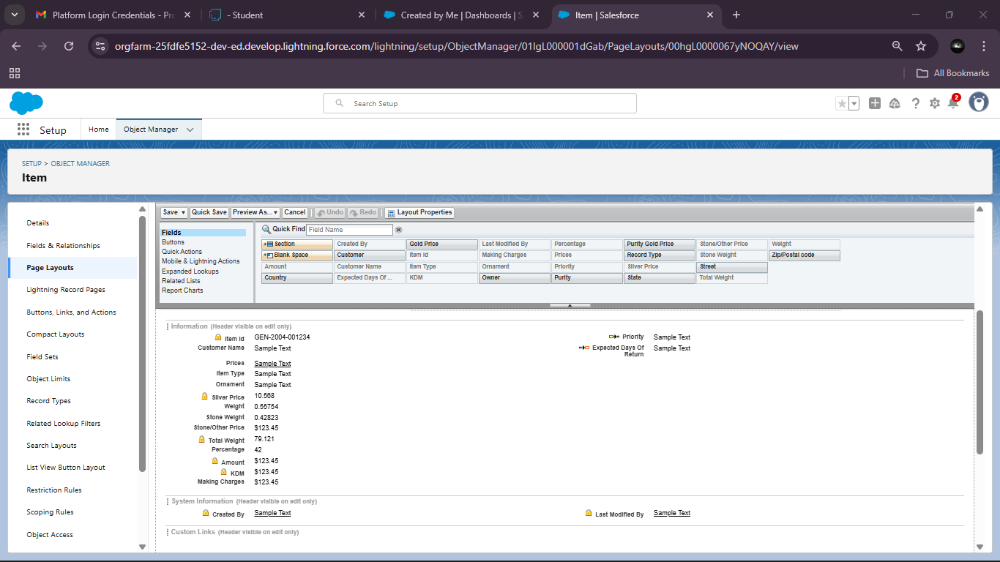 Platform Login Credentials - Pro
- Student
Created by Me | Dashboards | S
Item | Salesforce
orgfarm-25fdfe5152-dev-ed.develop.lightning.force.com/lightning/setup/ObjectManager/01IgL000001dGab/PageLayouts/00hgL0000067yNOQAY/view
All Bookmarks
Search Setup
2
Setup
Home
Object Manager
SETUP > OBJECT MANAGER
Item
Details
Fields & Relationships
Page Layouts
Lightning Record Pages
Buttons, Links, and Actions
Compact Layouts
Field Sets
Object Limits
Record Types
Related Lookup Filters
Search Layouts
List View Button Layout
Restriction Rules
Scoping Rules
Object Access
Save Quick Save Preview As... Cancel Undo Redo Layout Properties
Fields
Buttons
Quick Actions
Mobile & Lightning Actions
Expanded Lookups
Related Lists
Report Charts
Quick Find Field Name
Section Created By Gold Price Last Modified By Percentage Purity Gold Price Stone/Other Price Weight
Blank Space Customer Item Id Making Charges Prices Record Type Stone Weight Zip/Postal code
Amount Customer Name Item Type Ornament Priority Silver Price Street
Country Expected Days Of ... KDM Owner Purity State Total Weight
Information (Header visible on edit only)
Item Id GEN-2004-001234
Customer Name Sample Text
Prices Sample Text
Item Type Sample Text
Ornament Sample Text
Silver Price 10.568
Weight 0.55754
Stone Weight 0.42823
Stone/Other Price $123.45
Total Weight 79.121
Percentage 42
Amount $123.45
KDM $123.45
Making Charges $123.45
Priority Sample Text
Expected Days Of Return Sample Text
System Information (Header visible on edit only)
Created By Sample Text
Last Modified By Sample Text
Custom Links (Header visible on edit only)